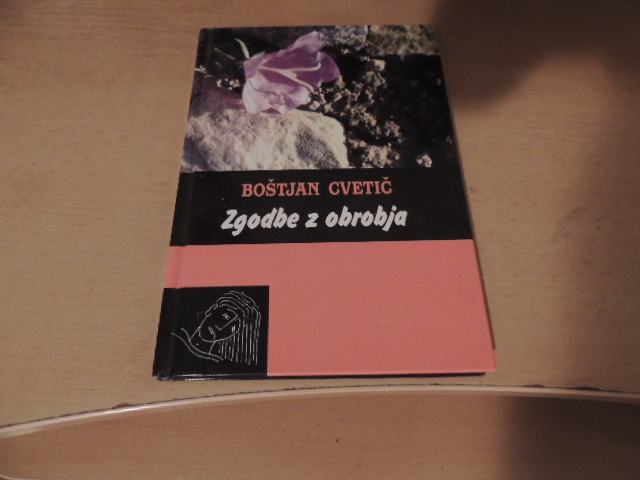 BOŠTJAN CVETIČ
Zgodbe z obrobja